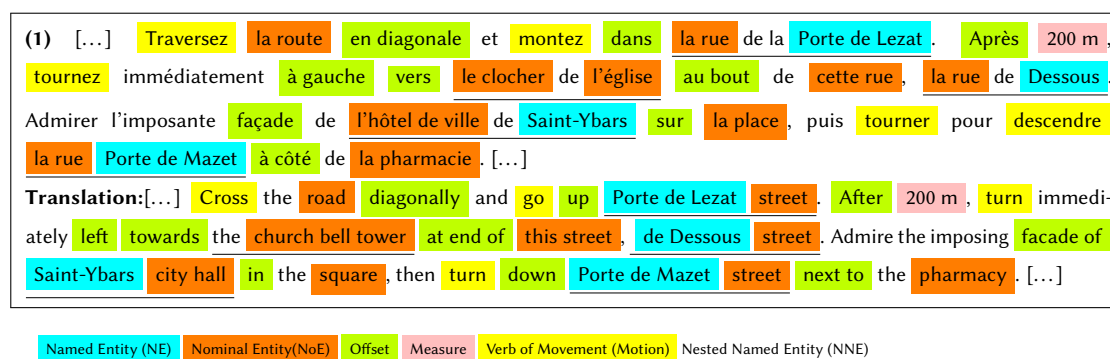 (1) […] Traversez la route en diagonale et montez dans la rue de la Porte de Lezat. Après 200 m,
tournez immédiatement à gauche vers le clocher de l'église au bout de cette rue, la rue de Dessous.
Admirer l'imposante façade de l'hôtel de ville de Saint-Ybars sur la place, puis tourner pour descendre
la rue Porte de Mazet à côté de la pharmacie. […]
Translation:[…] Cross the road diagonally and go up Porte de Lezat street. After 200 m, turn immedi-
ately left towards the church bell tower at end of this street, de Dessous street. Admire the imposing facade of
Saint-Ybars city hall in the square, then turn down Porte de Mazet street next to the pharmacy. […]
Named Entity (NE) Nominal Entity(NoE) Offset Measure Verb of Movement (Motion) Nested Named Entity (NNE)